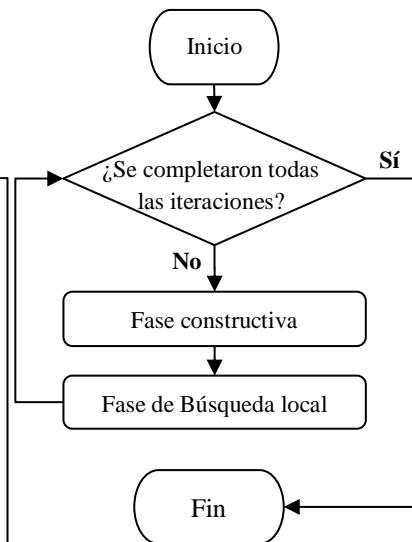 Inicio
¿Se completaron todas
las iteraciones?
Sí
No
Fase constructiva
Fase de Búsqueda local
Fin